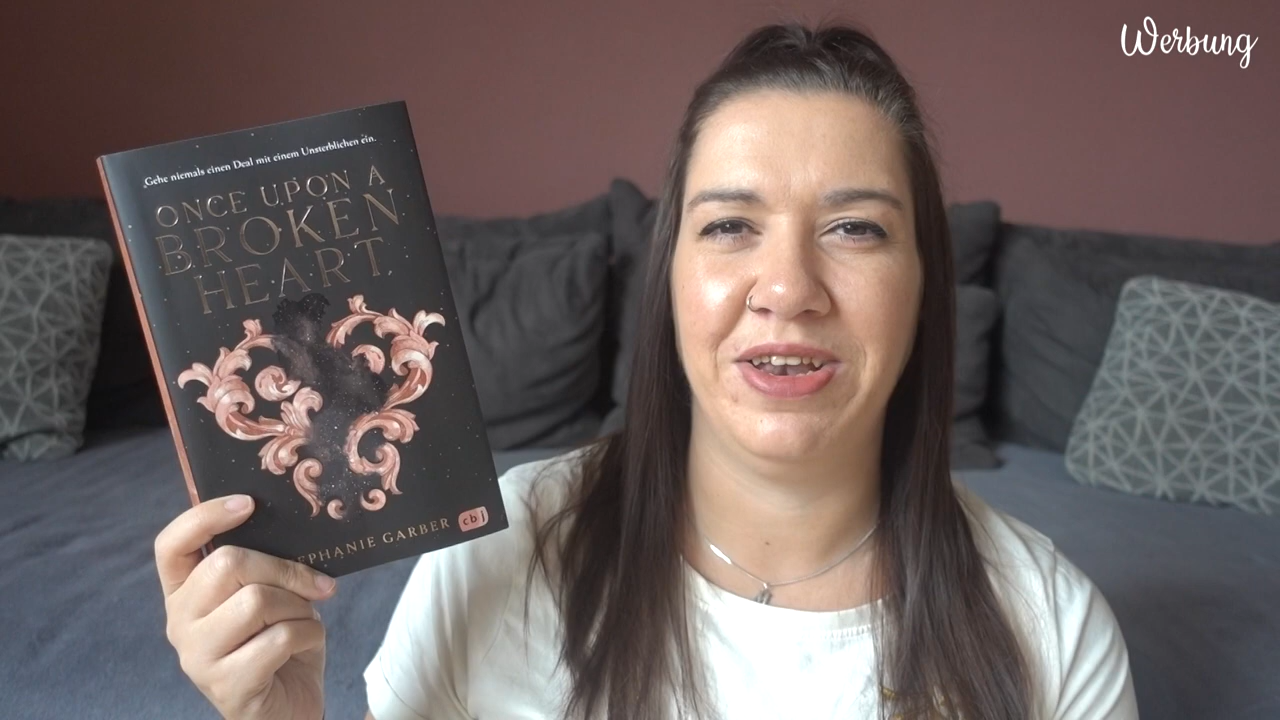 Werbung
Gehe niemals einen Deal mit einem Unsterblichen ein.
ONCE UPON A
BROKEN
HEART
EPHANIE GARBER
cbj